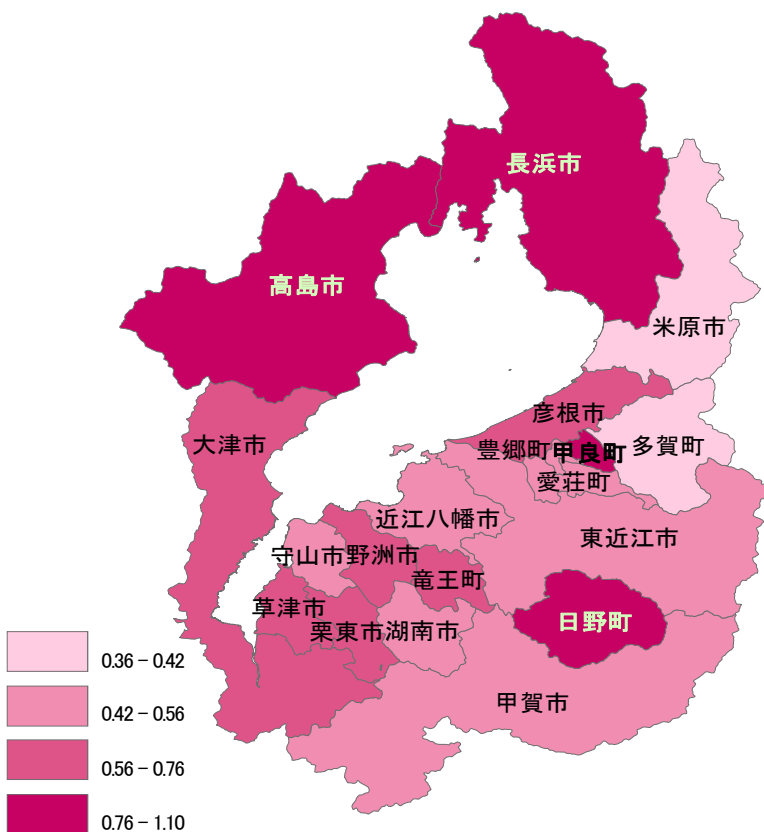 長浜市
高島市
米原市
彦根市
大津市
豊郷町
甲良町
多賀町
愛荘町
近江八幡市
東近江市
守山市
野洲市
竜王町
草津市
日野町
栗東市
湖南市
甲賀市
0.36 – 0.42
0.42 – 0.56
0.56 – 0.76
0.76 – 1.10